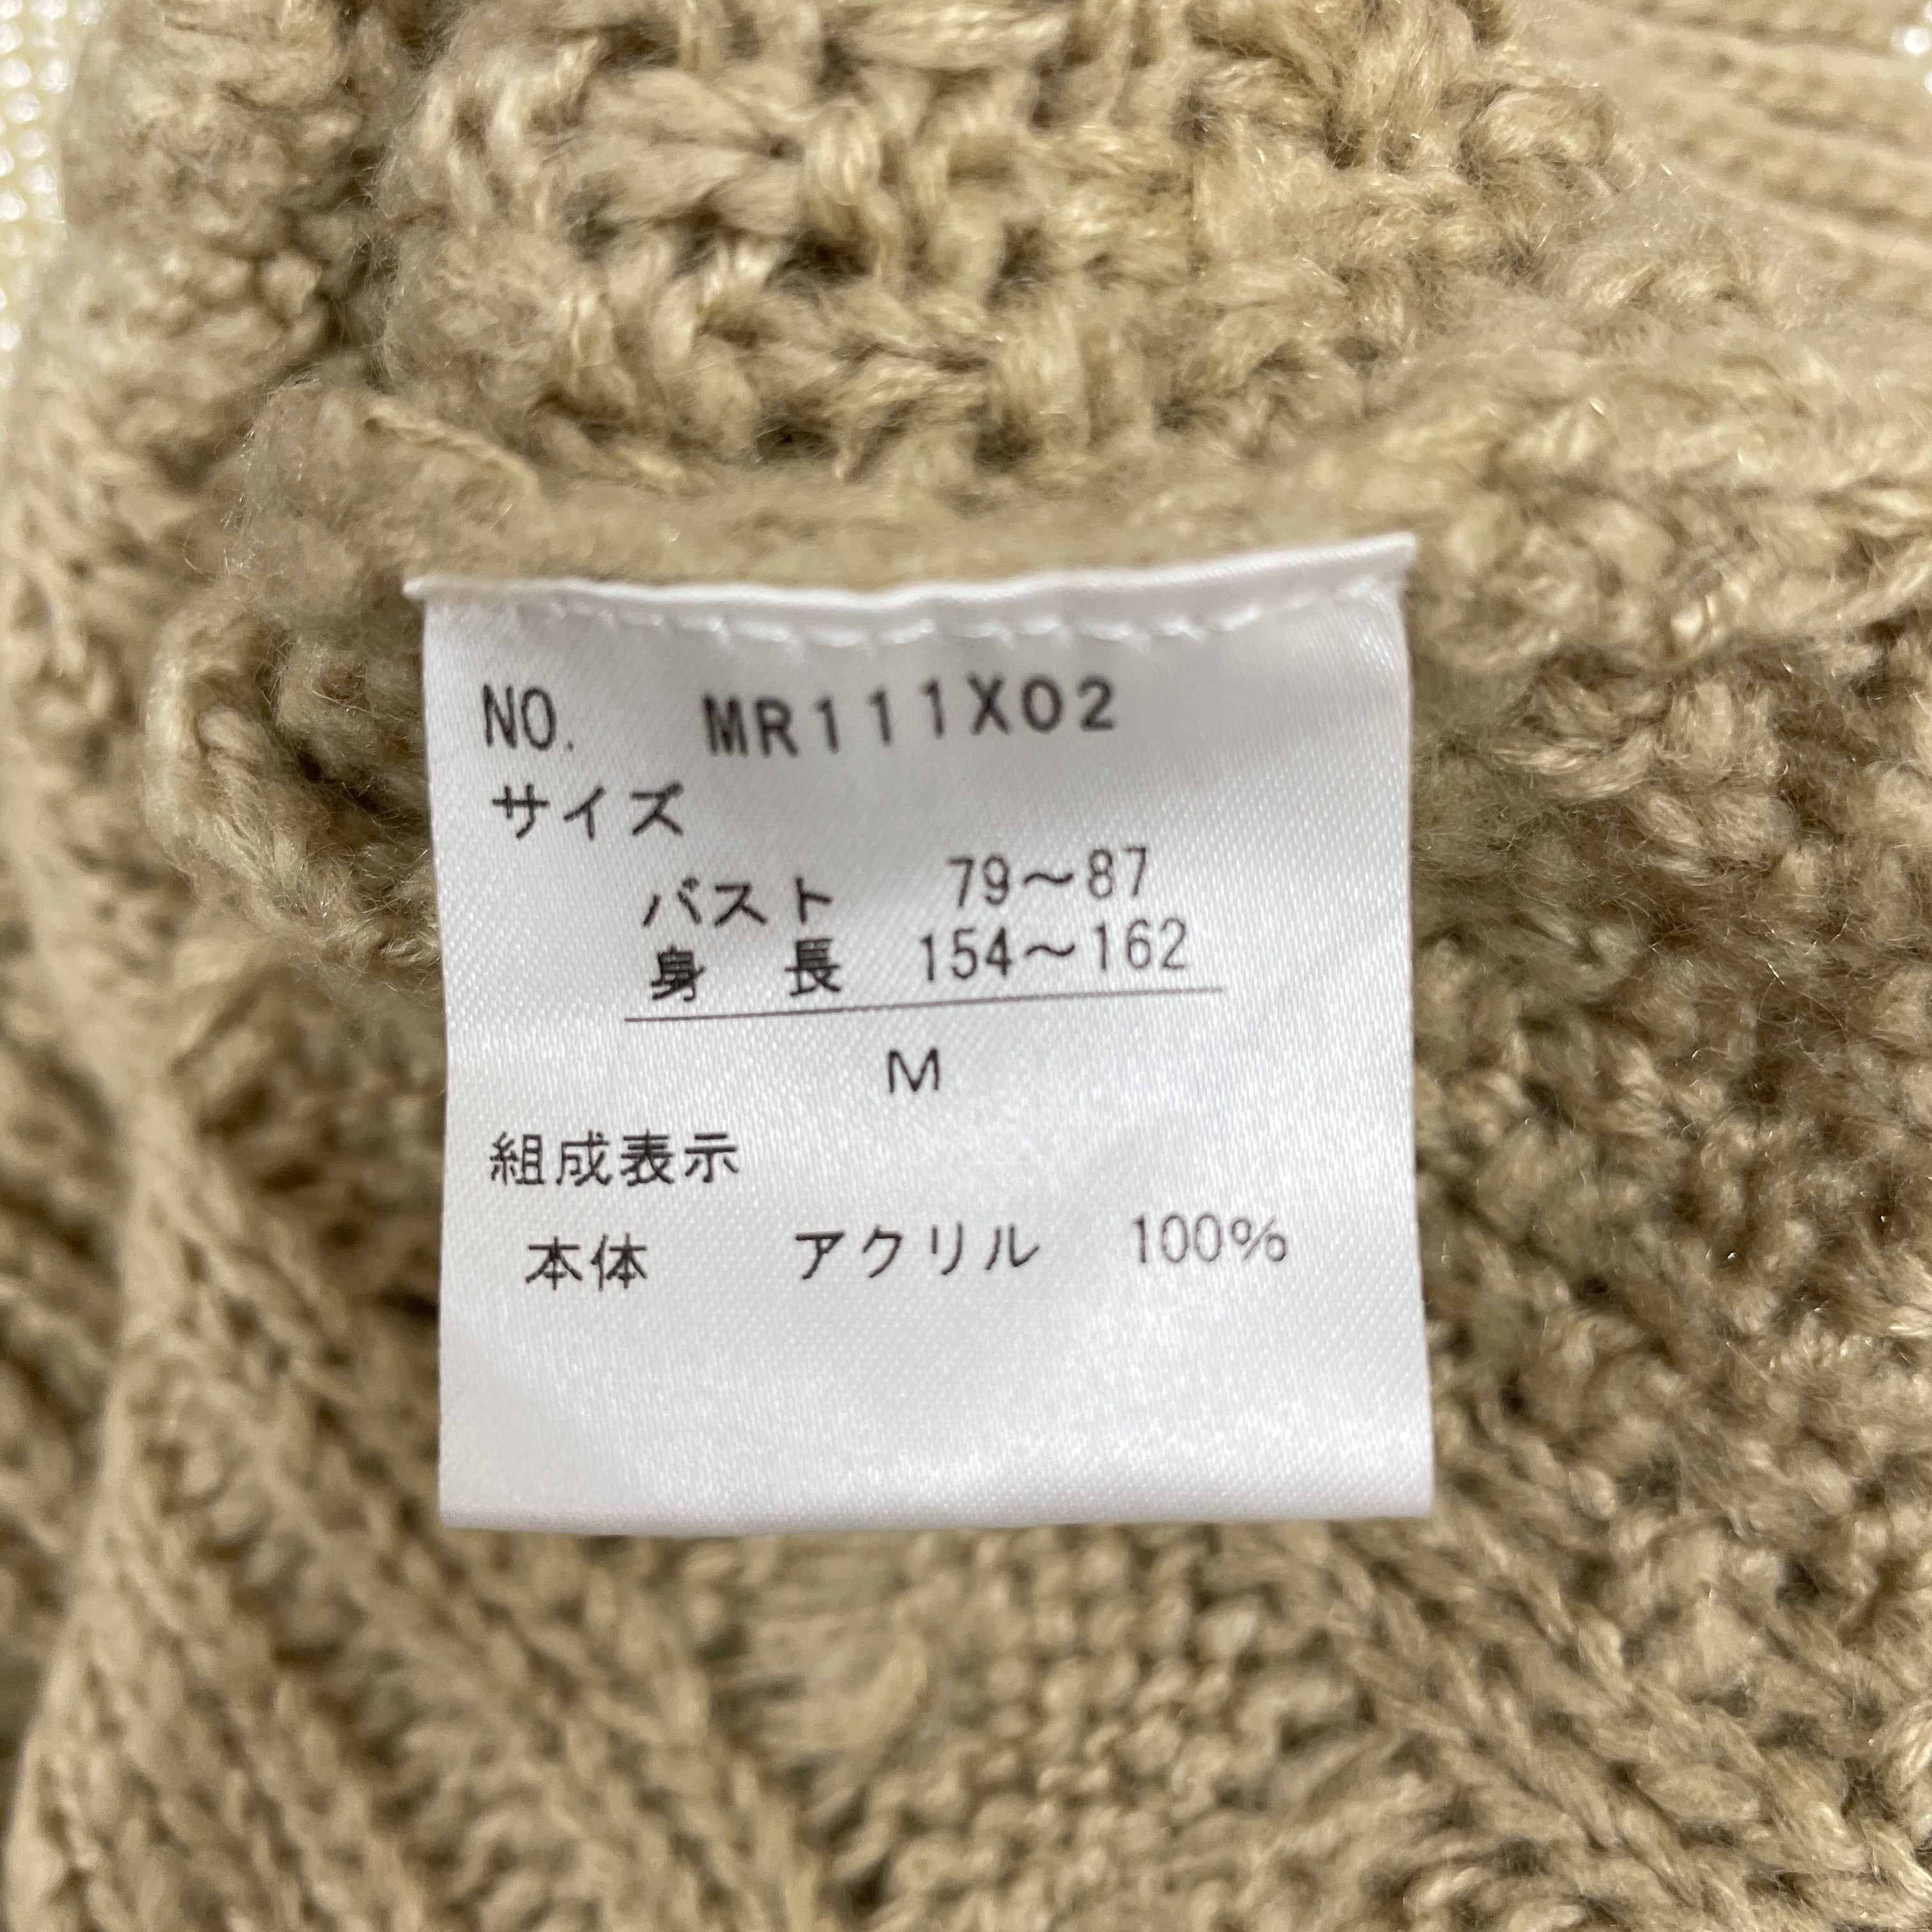 NO. MR111X02
サイズ
バスト 79～87
身 長 154～162
M
組成表示
本体 アクリル 100%